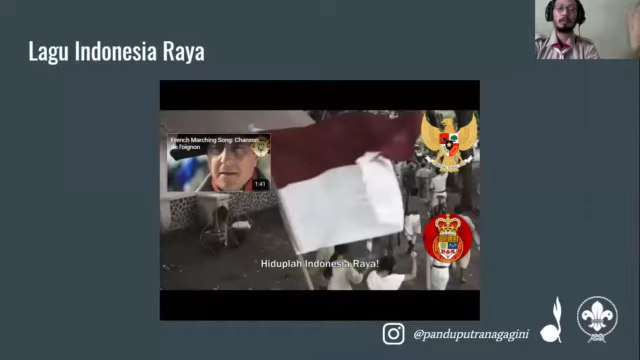 Lagu Indonesia Raya
French Marching Song: Chanson
de l'oignon
1:41
Hiduplah Indonesia Raya!
@panduputranagagini